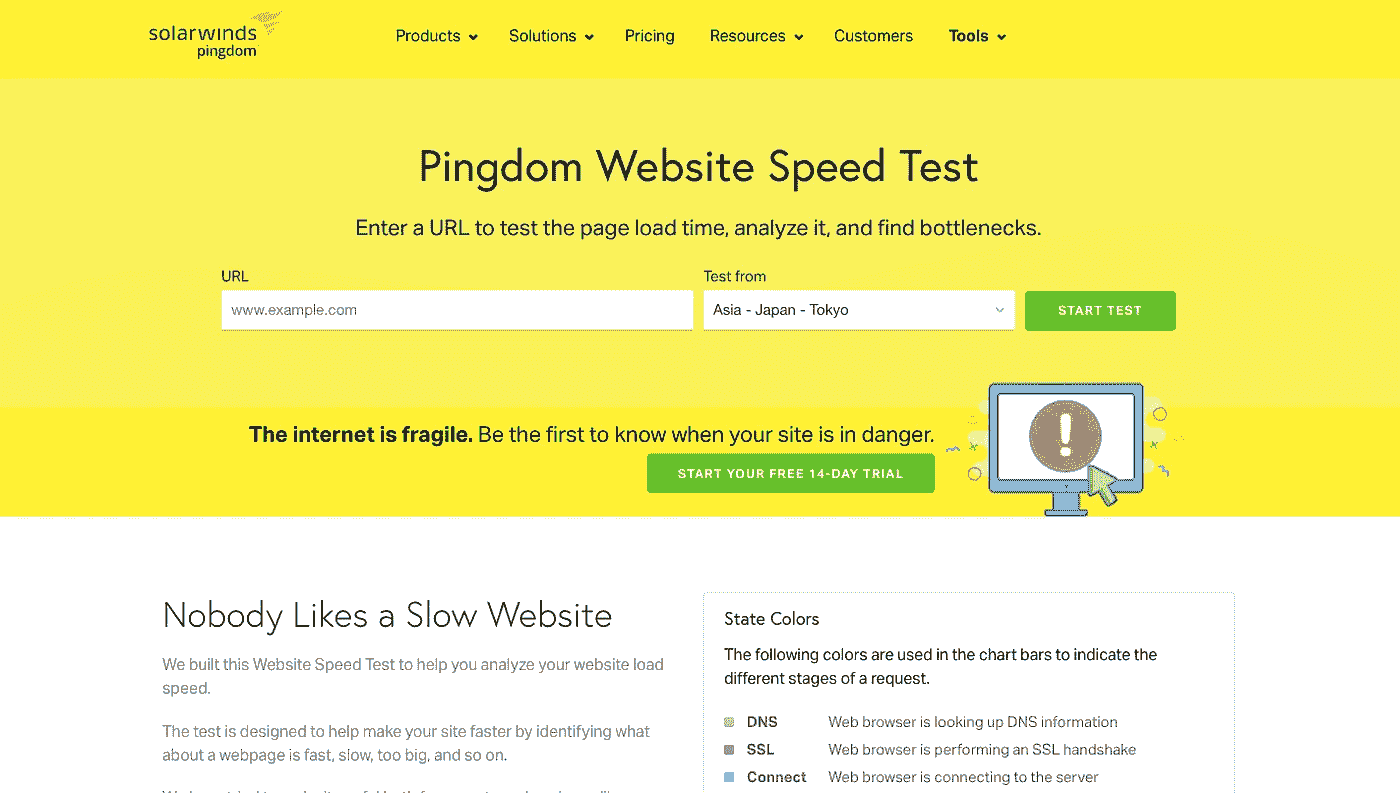 solarwinds
pingdom
Products
Solutions
Pricing
Resources
Customers
Tools
Pingdom Website Speed Test
Enter a URL to test the page load time, analyze it, and find bottlenecks.
URL
Test from
www.example.com
Asia - Japan - Tokyo
START TEST
The internet is fragile. Be the first to know when your site is in danger.
START YOUR FREE 14-DAY TRIAL
!
Nobody Likes a Slow Website
We built this Website Speed Test to help you analyze your website load
speed.
The test is designed to help make your site faster by identifying what
about a webpage is fast, slow, too big, and so on.
State Colors
The following colors are used in the chart bars to indicate the
different stages of a request.
DNS Web browser is looking up DNS information
SSL Web browser is performing an SSL handshake
Connect Web browser is connecting to the server